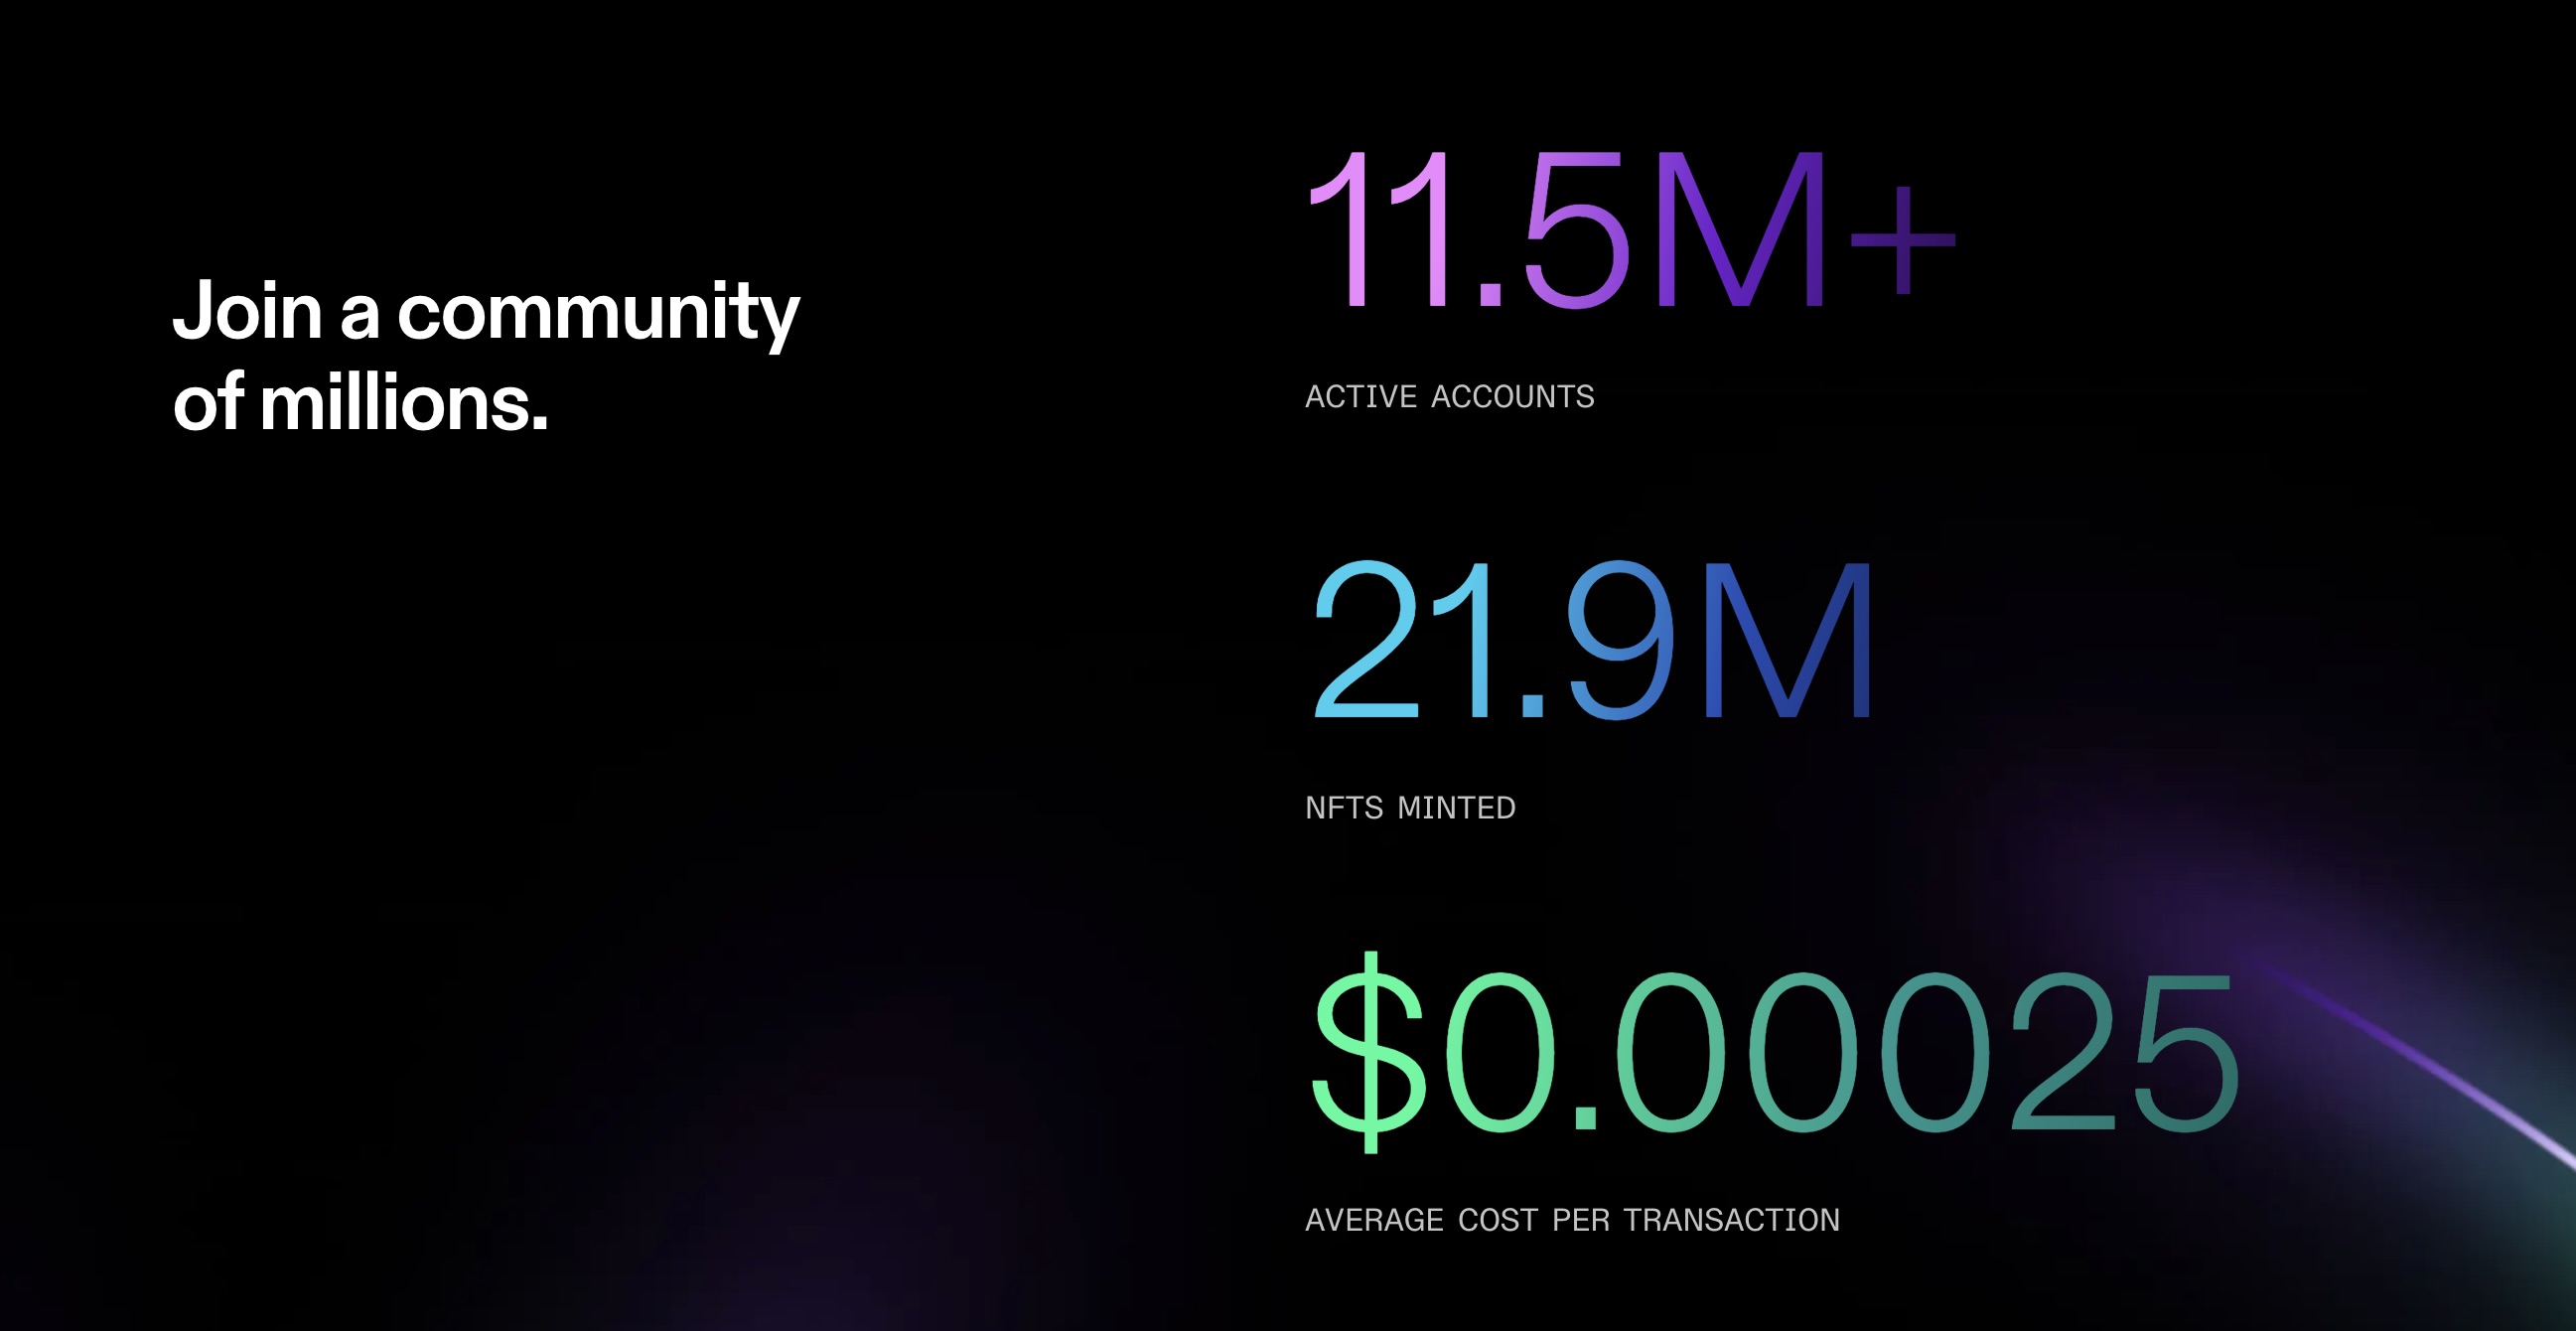 Join a community
of millions.
11.5M+
ACTIVE ACCOUNTS
21.9M
NFTS MINTED
$0.00025
AVERAGE COST PER TRANSACTION